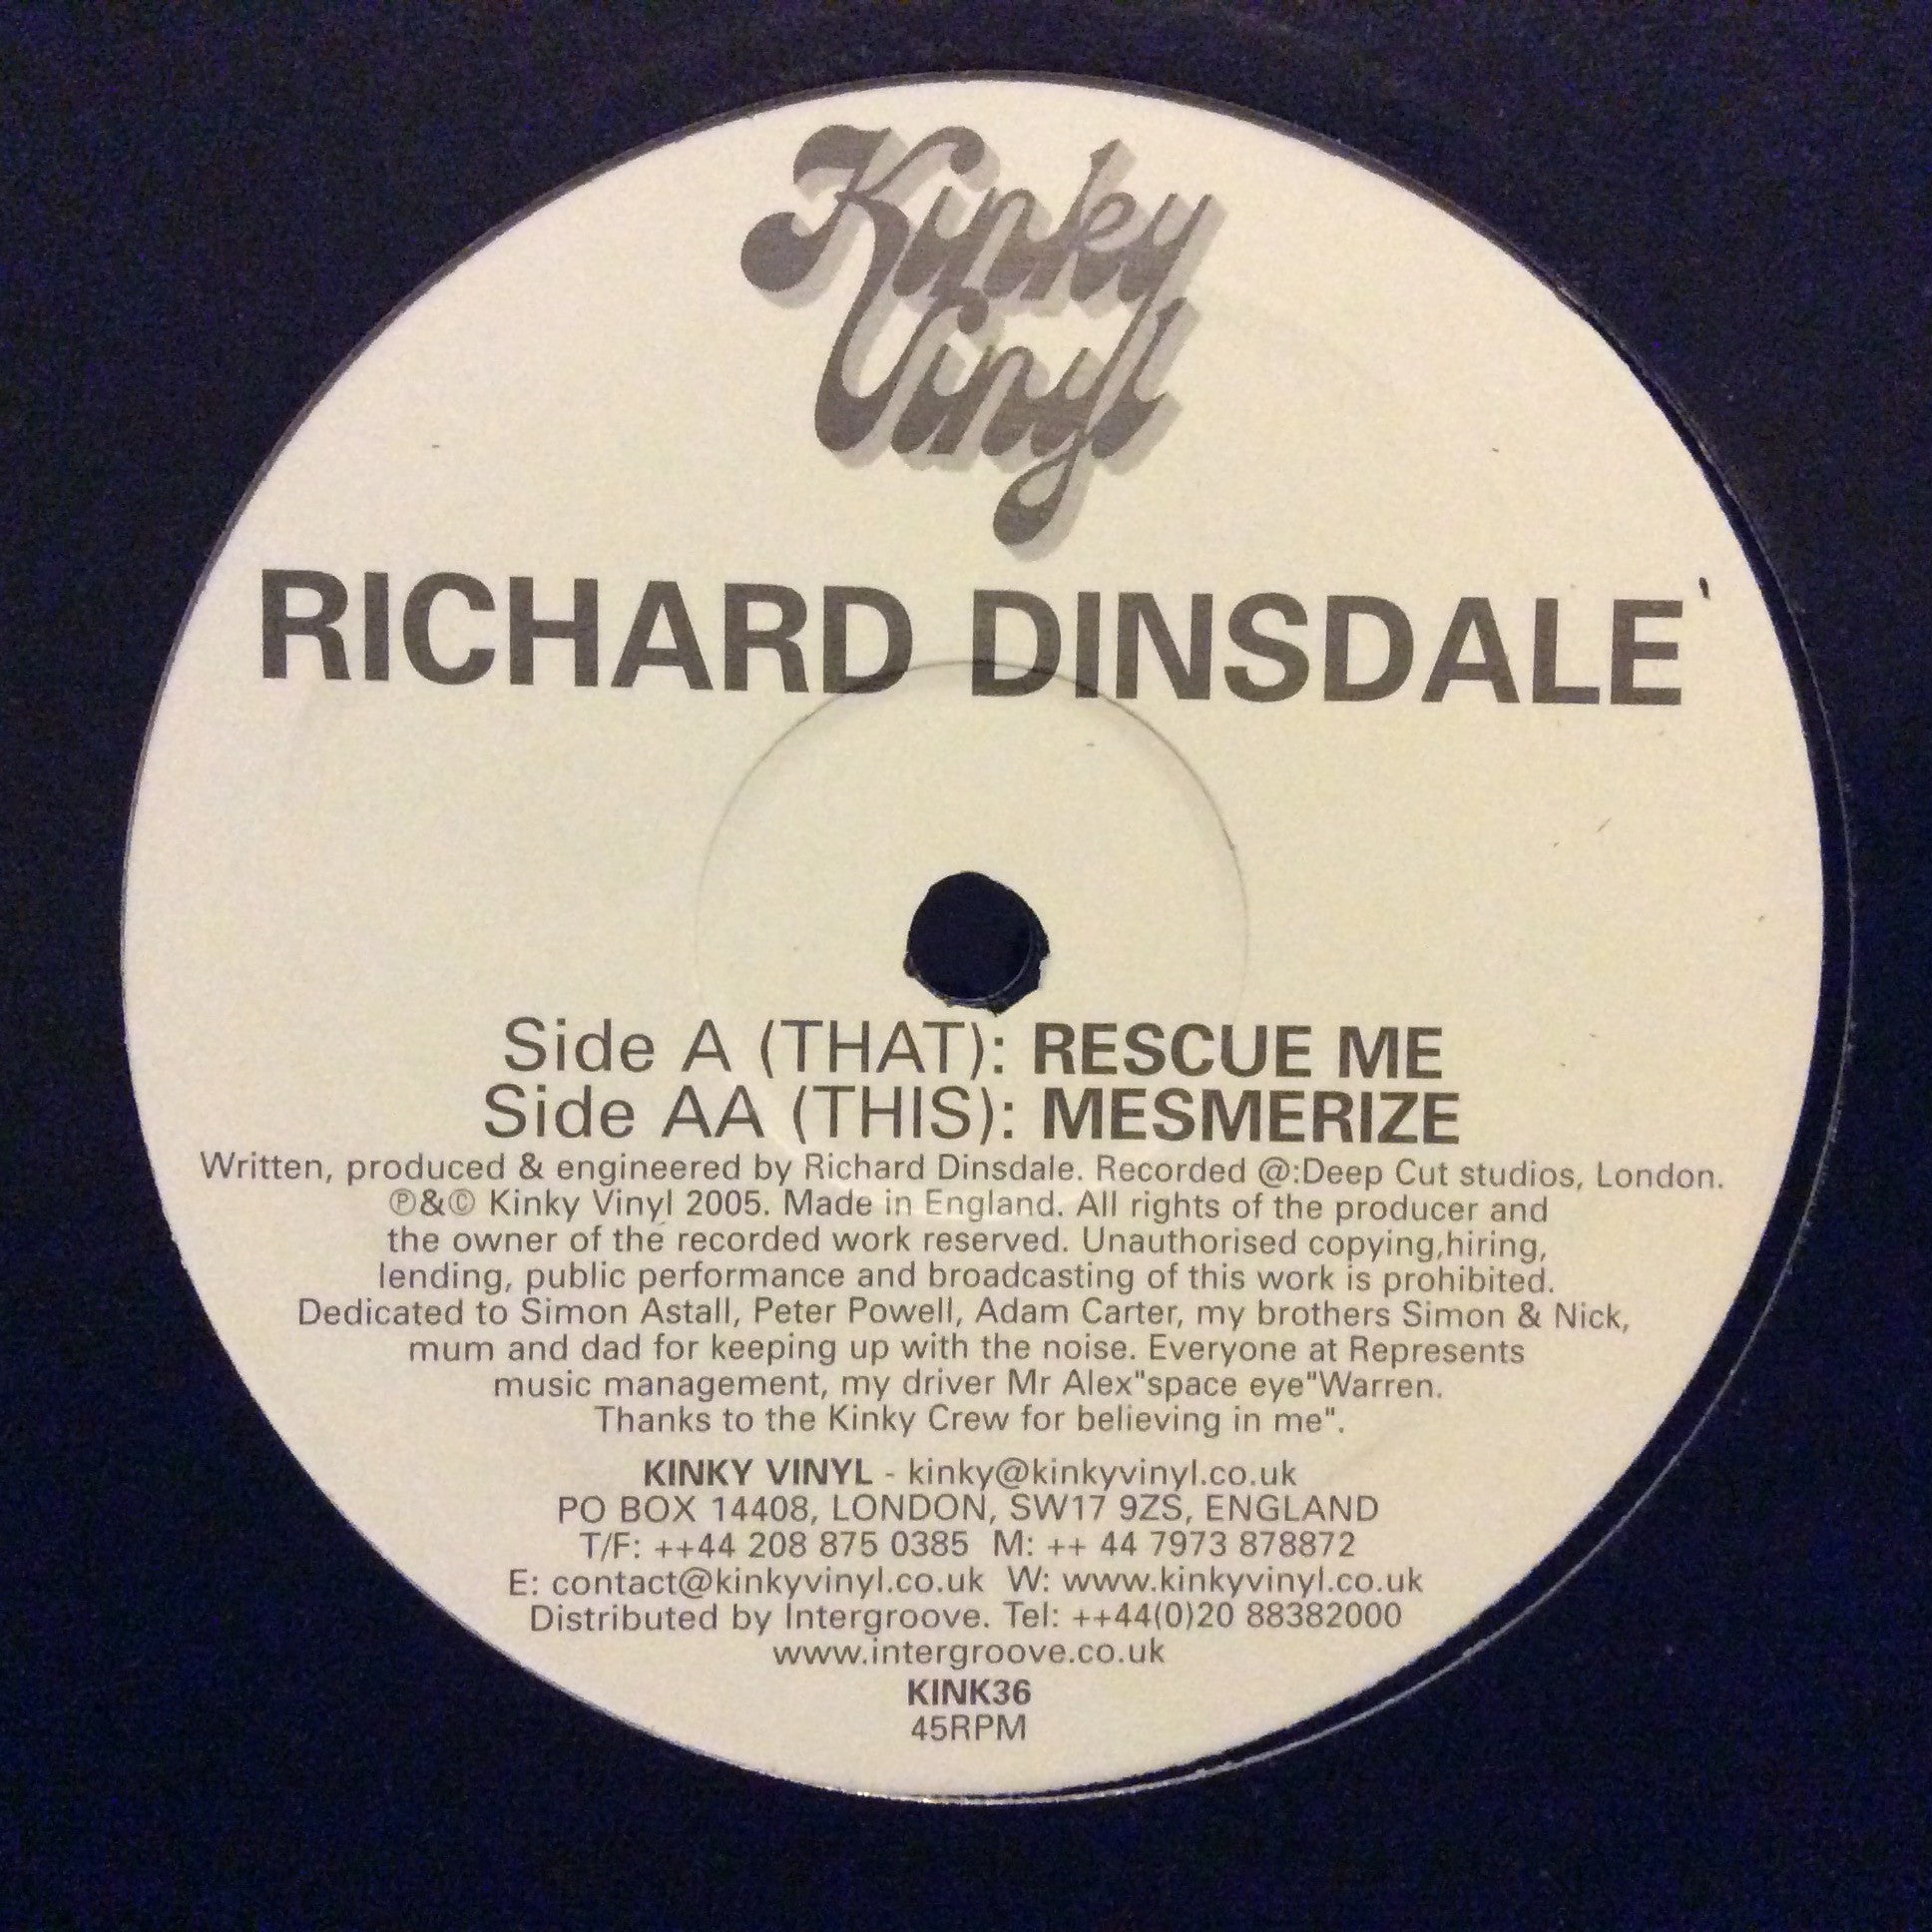 Kinky
Vinyl
RICHARD DINSDALE
Side A (THAT): RESCUE ME
Side AA (THIS): MESMERIZE
Written, produced & engineered by Richard Dinsdale. Recorded @:Deep Cut studios, London.
℗&© Kinky Vinyl 2005. Made in England. All rights of the producer and
the owner of the recorded work reserved. Unauthorised copying,hiring,
lending, public performance and broadcasting of this work is prohibited.
Dedicated to Simon Astall, Peter Powell, Adam Carter, my brothers Simon & Nick,
mum and dad for keeping up with the noise. Everyone at Represents
music management, my driver Mr Alex"space eye"Warren.
Thanks to the Kinky Crew for believing in me".
KINKY VINYL - kinky@kinkyvinyl.co.uk
PO BOX 14408, LONDON, SW17 9ZS, ENGLAND
T/F: ++44 208 875 0385 M: ++ 44 7973 878872
E: contact@kinkyvinyl.co.uk W: www.kinkyvinyl.co.uk
Distributed by Intergroove. Tel: ++44(0)20 88382000
www.intergroove.co.uk
KINK36
45RPM